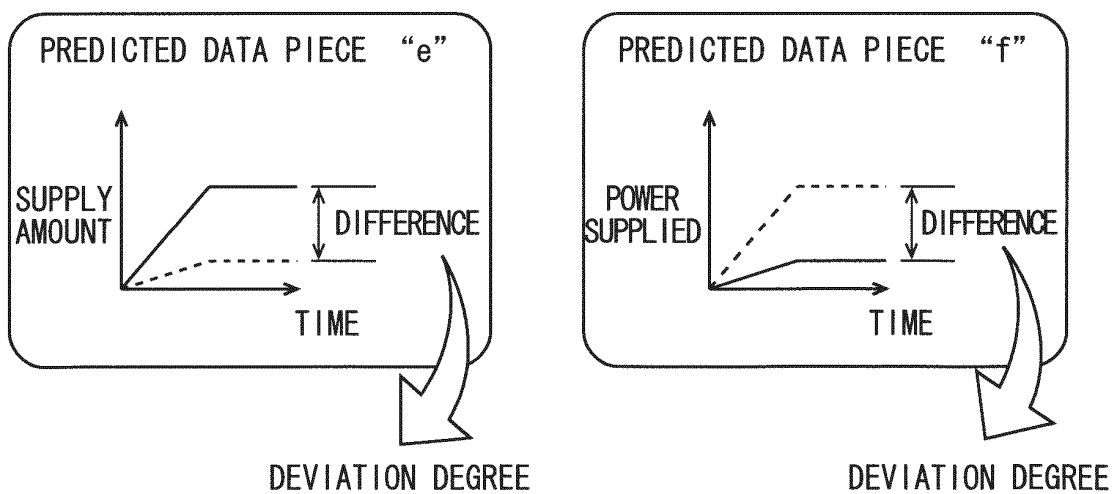 PREDICTED DATA PIECE “e”
SUPPLY
AMOUNT
DIFFERENCE
TIME
DEVIATION DEGREE
PREDICTED DATA PIECE “f”
POWER
SUPPLIED
DIFFERENCE
TIME
DEVIATION DEGREE